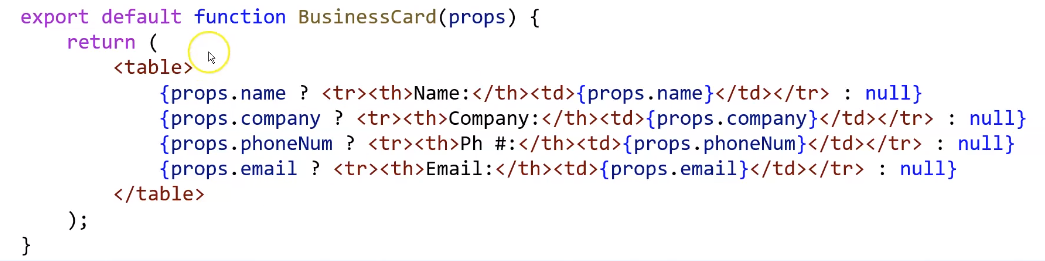 export default function BusinessCard(props) {
    return (
        <table>
            {props.name ? <tr><th>Name:</th><td>{props.name}</td></tr> : null}
            {props.company ? <tr><th>Company:</th><td>{props.company}</td></tr> : null}
            {props.phoneNum ? <tr><th>Ph #:</th><td>{props.phoneNum}</td></tr> : null}
            {props.email ? <tr><th>Email:</th><td>{props.email}</td></tr> : null}
        </table>
    );
}